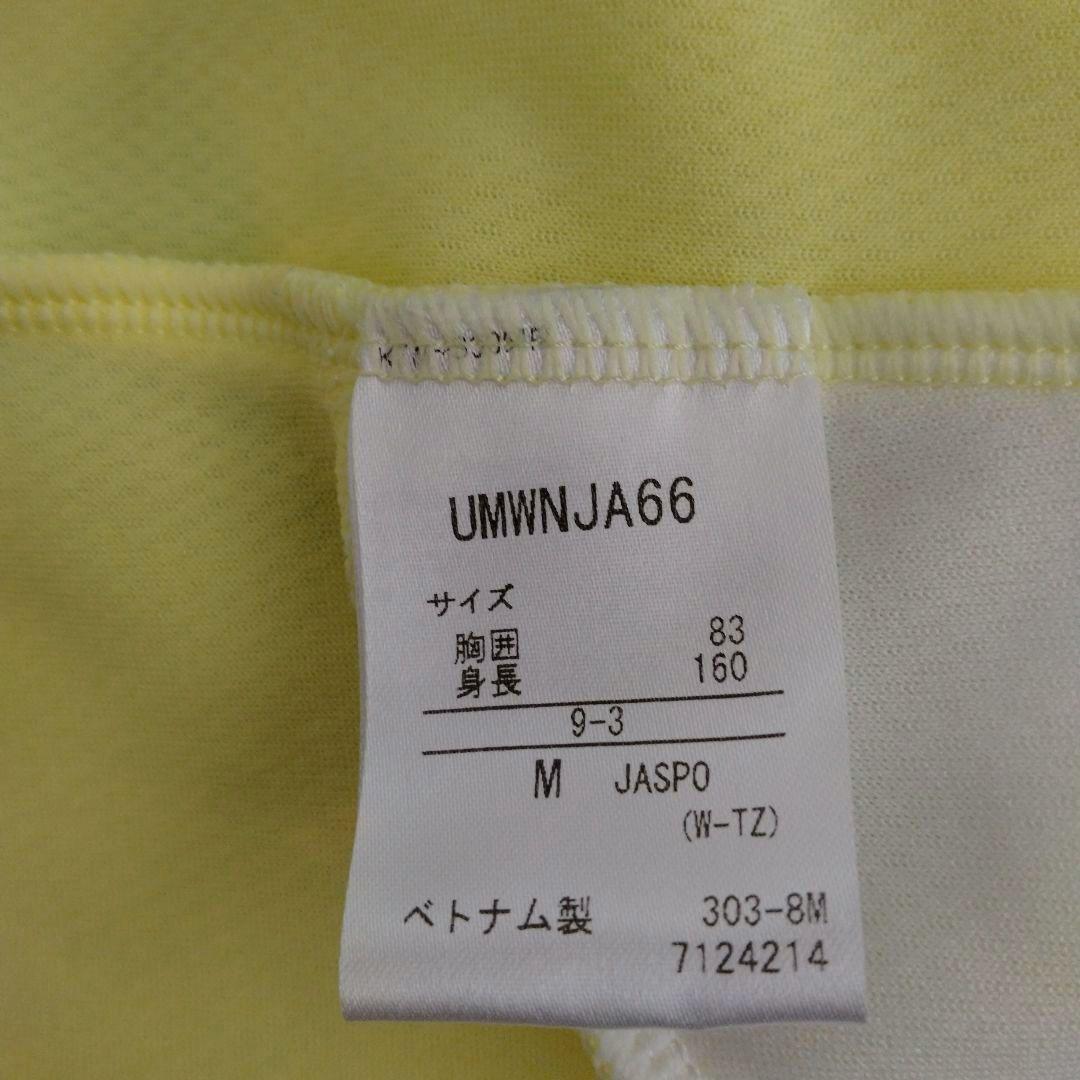 UMWNJA66
サイズ
胸囲 83
身長 160
9-3
M JASPO
(W-TZ)
ベトナム製 303-8M
7124214